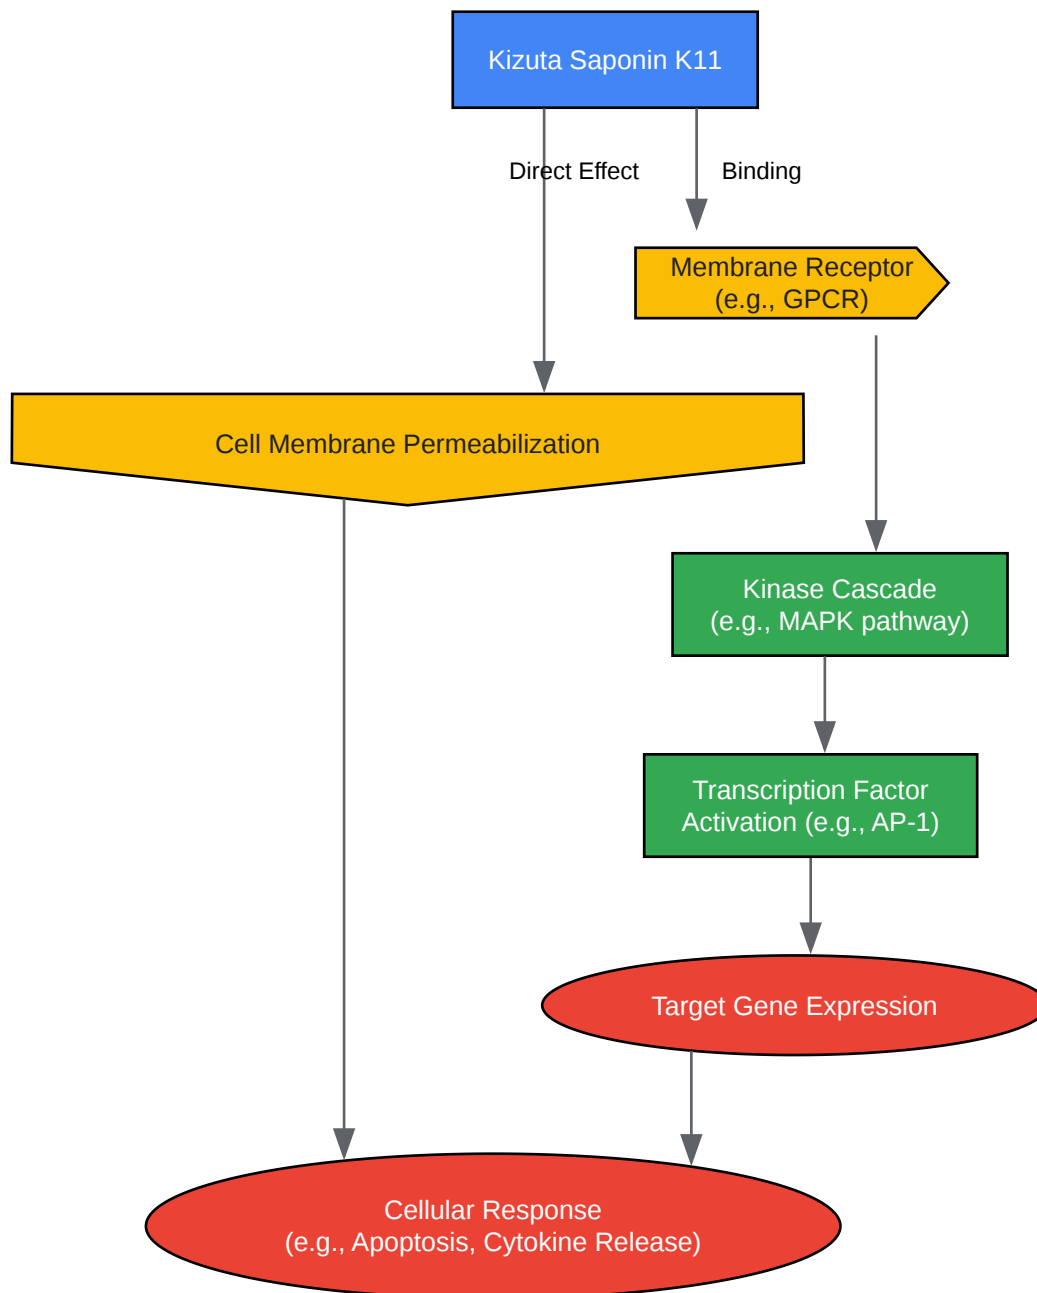 Kizuta Saponin K11
Direct Effect
Binding
Membrane Receptor
(e.g., GPCR)
Cell Membrane Permeabilization
Kinase Cascade
(e.g., MAPK pathway)
Transcription Factor
Activation (e.g., AP-1)
Target Gene Expression
Cellular Response
(e.g., Apoptosis, Cytokine Release)